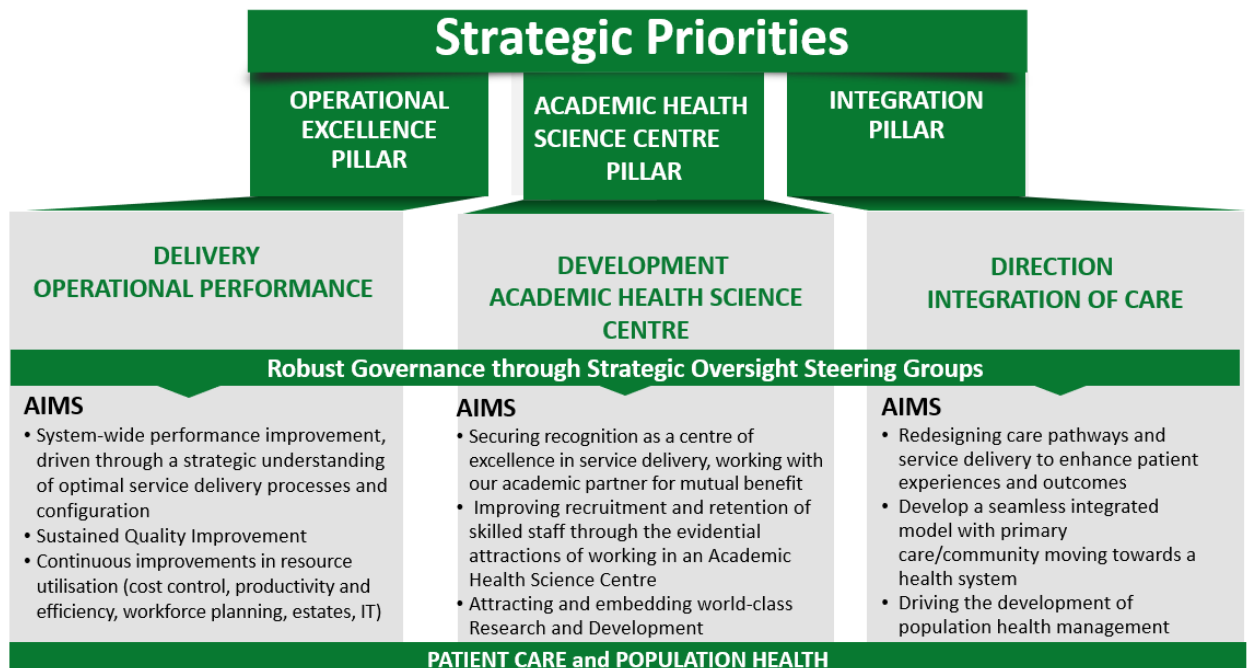 Strategic Priorities
OPERATIONAL
EXCELLENCE
PILLAR
ACADEMIC HEALTH
SCIENCE CENTRE
PILLAR
INTEGRATION
PILLAR
DELIVERY
OPERATIONAL PERFORMANCE
DEVELOPMENT
ACADEMIC HEALTH SCIENCE
CENTRE
DIRECTION
INTEGRATION OF CARE
Robust Governance through Strategic Oversight Steering Groups
AIMS
• System-wide performance improvement,
driven through a strategic understanding
of optimal service delivery processes and
configuration
• Sustained Quality Improvement
• Continuous improvements in resource
utilisation (cost control, productivity and
efficiency, workforce planning, estates, IT)
AIMS
• Securing recognition as a centre of
excellence in service delivery, working with
our academic partner for mutual benefit
• Improving recruitment and retention of
skilled staff through the evidential
attractions of working in an Academic
Health Science Centre
• Attracting and embedding world-class
Research and Development
AIMS
• Redesigning care pathways and
service delivery to enhance patient
experiences and outcomes
• Develop a seamless integrated
model with primary
care/community moving towards a
health system
• Driving the development of
population health management
PATIENT CARE and POPULATION HEALTH